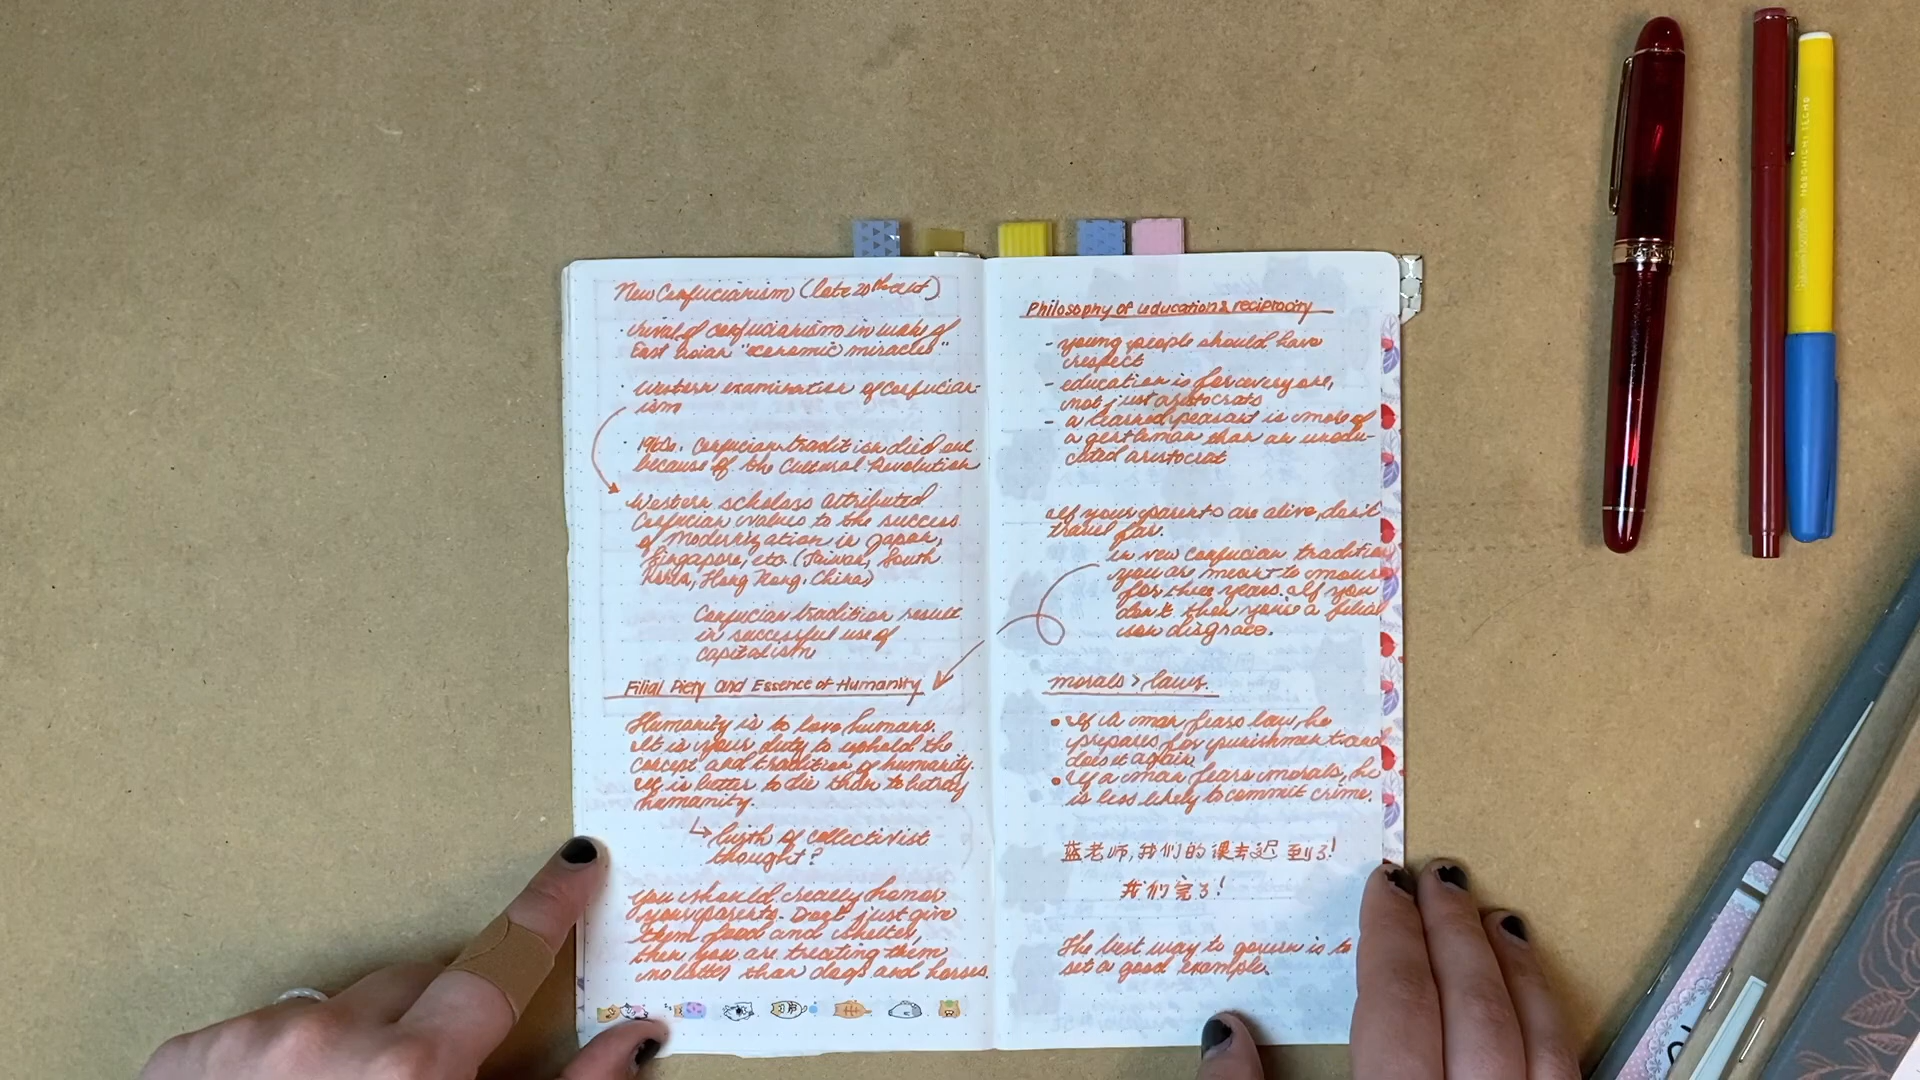 New Confucianism (late 20th cent)
revival of confucianism in wake of
East Asian "economic miracles"
Western examination of confucian-
ism
1960s. Confucian tradition died out
because of the Cultural Revolution
Western scholars attributed
Confucian values to the success
of modernization in Japan,
Singapore, etc. (Taiwan, South
Korea, Hong Kong, China)
Confucian tradition result
in successful use of
capitalism
Filial Piety and Essence of Humanity
Humanity is to love humans.
It is your duty to uphold the
concept and tradition of humanity.
It is better to die than to betray
humanity.
birth of collectivist
thought?
you should really honor
your parents. Don't just give
them food and shelter,
then you are treating them
no better than dogs and horses.
Philosophy of education & reciprocity
- young people should have
respect
- education is for everyone,
not just aristocrats
- a learned peasant is more of
a gentleman than an unedu-
cated aristocrat
If your parents are alive, don't
travel far.
in new confucian tradition
you are meant to mourn
for three years. If you
don't then you're a filial
son disgrace.
morals > laws
• If a man fears law, he
prepares for punishment and
does it again.
• If a man fears morals, he
is less likely to commit crime.
蓝老师,我们的课去迟到了!
我们完了!
The best way to govern is to
set a good example.